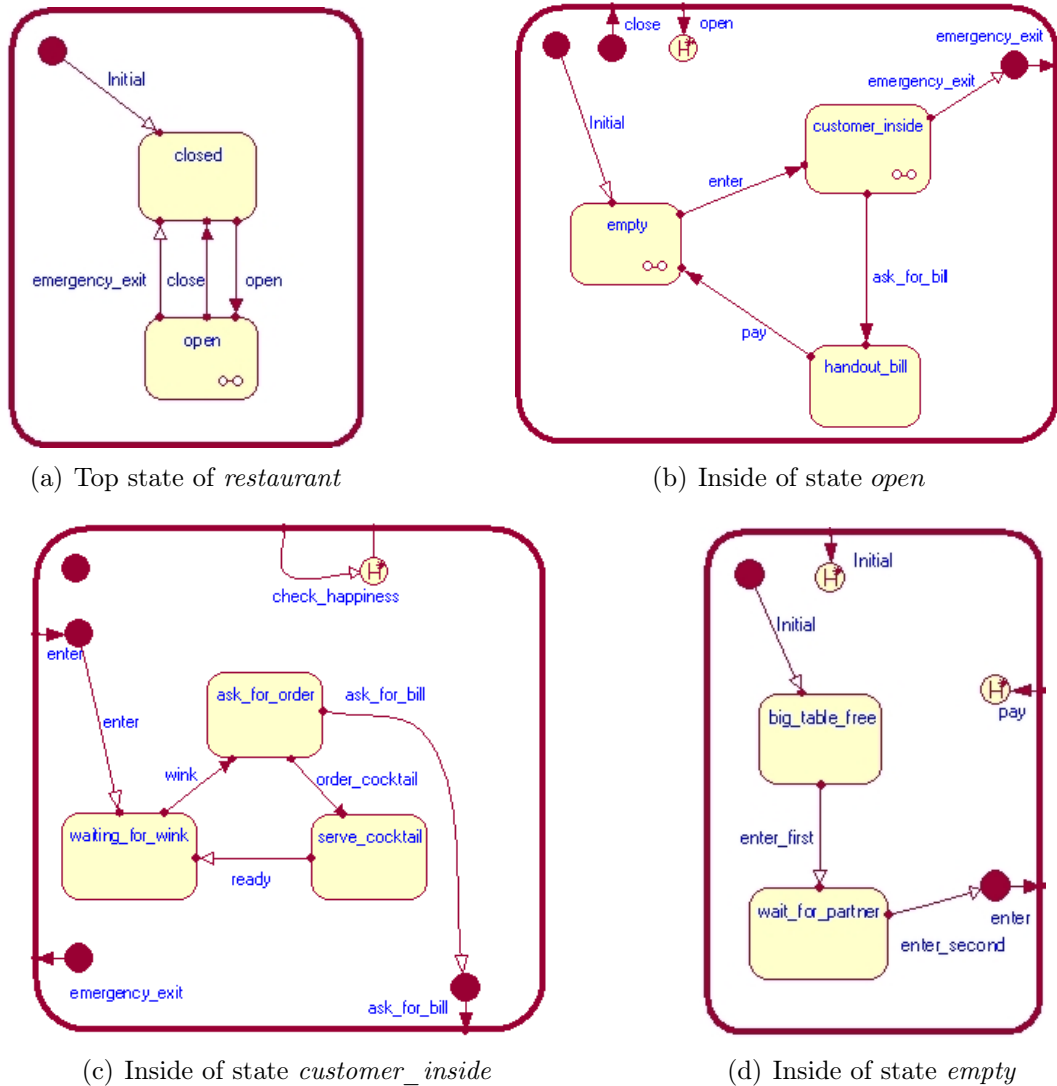 Initial
closed
emergency_exit
close
open
open
(a) Top state of restaurant
close
open
H*
emergency_exit
emergency_exit
customer_inside
Initial
enter
empty
ask_for_bill
pay
handout_bill
(b) Inside of state open
H*
check_happiness
enter
ask_for_order
ask_for_bill
enter
wink
order_cocktail
waiting_for_wink
serve_cocktail
ready
emergency_exit
ask_for_bill
(c) Inside of state customer_inside
H*
Initial
Initial
H*
pay
big_table_free
enter_first
wait_for_partner
enter
enter_second
(d) Inside of state empty